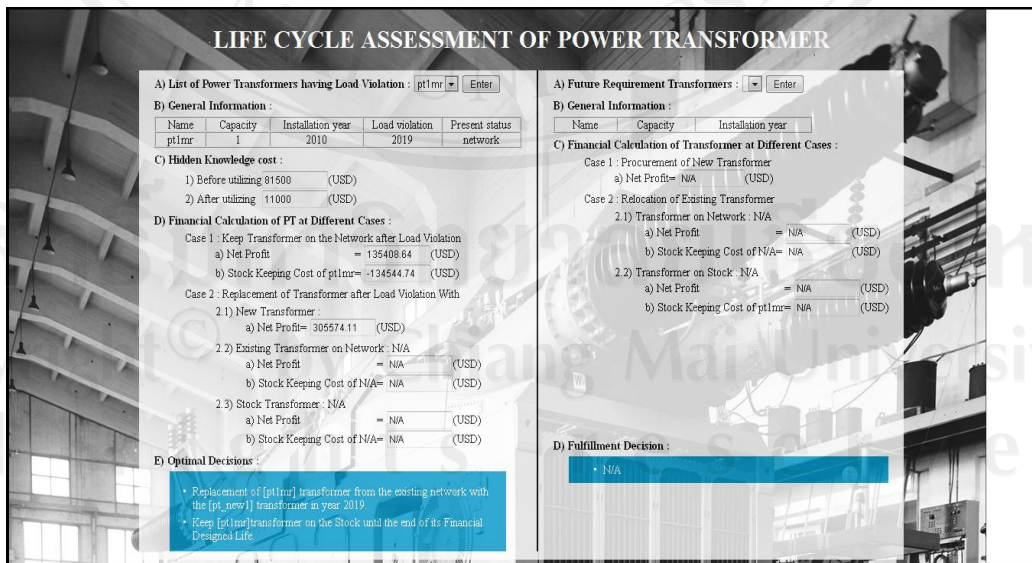 LIFE CYCLE ASSESSMENT OF POWER TRANSFORMER
A) List of Power Transformers having Load Violation : pt1mr Enter
B) General Information :
Name Capacity Installation year Load violation Present status
pt1mr 1 2010 2019 network
C) Hidden Knowledge cost :
1) Before utilizing 81500 (USD)
2) After utilizing 11000 (USD)
D) Financial Calculation of PT at Different Cases :
Case 1 : Keep Transformer on the Network after Load Violation
a) Net Profit = 135408.64 (USD)
b) Stock Keeping Cost of pt1mr= -134544.74 (USD)
Case 2 : Replacement of Transformer after Load Violation With
2.1) New Transformer :
a) Net Profit= 305574.11 (USD)
2.2) Existing Transformer on Network : N/A
a) Net Profit = N/A (USD)
b) Stock Keeping Cost of N/A= N/A (USD)
2.3) Stock Transformer : N/A
a) Net Profit = N/A (USD)
b) Stock Keeping Cost of N/A= N/A (USD)
E) Optimal Decisions :
• Replacement of [pt1mr] transformer from the existing network with
the [pt_new1] transformer in year 2019.
• Keep [pt1mr]transformer on the Stock until the end of its Financial
Designed Life.
A) Future Requirement Transformers : Enter
B) General Information :
Name Capacity Installation year
C) Financial Calculation of Transformer at Different Cases :
Case 1 : Procurement of New Transformer
a) Net Profit= N/A (USD)
Case 2 : Relocation of Existing Transformer
2.1) Transformer on Network : N/A
a) Net Profit = N/A (USD)
b) Stock Keeping Cost of N/A= N/A (USD)
2.2) Transformer on Stock : N/A
a) Net Profit = N/A (USD)
b) Stock Keeping Cost of pt1mr= N/A (USD)
D) Fulfillment Decision :
• N/A